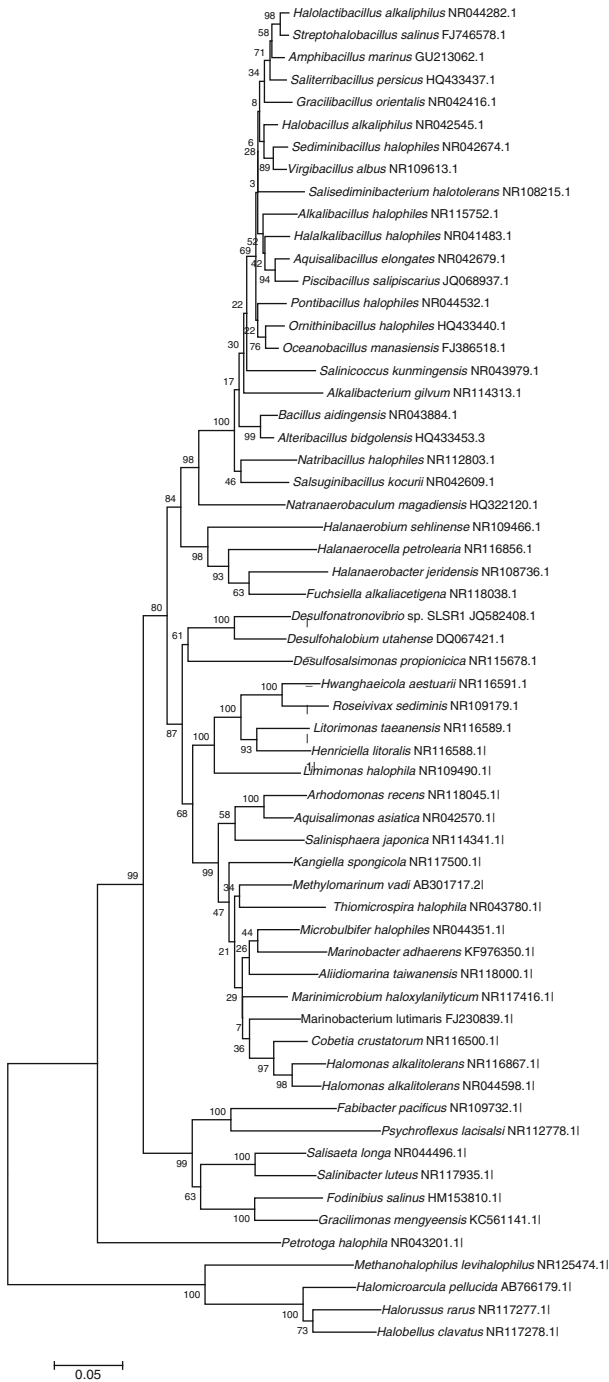 Halolactibacillus alkaliphilus NR044282.1
98
Streptohalobacillus salinus FJ746578.1
58
Amphibacillus marinus GU213062.1
71
Saliterribacillus persicus HQ433437.1
34
Gracilibacillus orientalis NR042416.1
8
Halobacillus alkaliphilus NR042545.1
6
Sediminibacillus halophiles NR042674.1
28
89
Virgibacillus albus NR109613.1
3
Salisediminibacterium halotolerans NR108215.1
Alkalibacillus halophiles NR115752.1
52
Halalkalibacillus halophiles NR041483.1
69
42
Aquisalibacillus elongates NR042679.1
94
Piscibacillus salipiscarius JQ068937.1
22
Pontibacillus halophiles NR044532.1
22
Ornithinibacillus halophiles HQ433440.1
30
76
Oceanobacillus manasiensis FJ386518.1
Salinicoccus kunmingensis NR043979.1
17
Alkalibacterium gilvum NR114313.1
100
Bacillus aidingensis NR043884.1
99
Alteribacillus bidgolensis HQ433453.3
98
Natribacillus halophiles NR112803.1
46
Salsuginibacillus kocurii NR042609.1
84
Natranaerobaculum magadiensis HQ322120.1
Halanaerobium sehlinense NR109466.1
98
Halanaerocella petrolearia NR116856.1
93
Halanaerobacter jeridensis NR108736.1
63
Fuchsiella alkaliacetigena NR118038.1
80
100
Desulfonatronovibrio sp. SLSR1 JQ582408.1
61
Desulfohalobium utahense DQ067421.1
Desulfosalsimonas propionicica NR115678.1
87
100
Hwanghaeicola aestuarii NR116591.1
Roseivivax sediminis NR109179.1
100
Litorimonas taeanensis NR116589.1
100
93
Henriciella litoralis NR116588.1|
Limimonas halophila NR109490.1|
68
Arhodomonas recens NR118045.1|
100
Aquisalimonas asiatica NR042570.1|
58
Salinisphaera japonica NR114341.1|
99
Kangiella spongicola NR117500.1|
99
34
Methylomarinum vadi AB301717.2|
47
Thiomicrospira halophila NR043780.1|
44
Microbulbifer halophiles NR044351.1|
21
26
Marinobacter adhaerens KF976350.1|
Aliidiomarina taiwanensis NR118000.1|
29
Marinimicrobium haloxylanilyticum NR117416.1|
7
Marinobacterium lutimaris FJ230839.1|
36
Cobetia crustatorum NR116500.1|
97
Halomonas alkalitolerans NR116867.1|
98
Halomonas alkalitolerans NR044598.1|
100
Fabibacter pacificus NR109732.1|
Psychroflexus lacisalsi NR112778.1|
99
100
Salisaeta longa NR044496.1|
Salinibacter luteus NR117935.1|
63
Fodinibius salinus HM153810.1|
100
Gracilimonas mengyeensis KC561141.1|
Petrotoga halophila NR043201.1|
Methanohalophilus levihalophilus NR125474.1|
100
Halomicroarcula pellucida AB766179.1|
100
Halorussus rarus NR117277.1|
73
Halobellus clavatus NR117278.1|
0.05